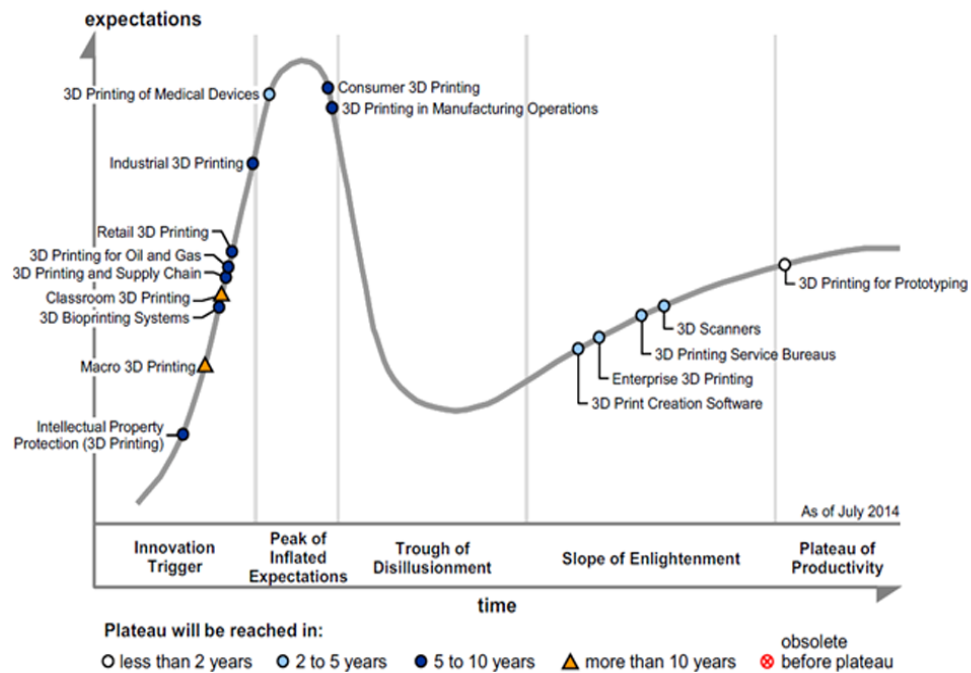 expectations
3D Printing of Medical Devices
Consumer 3D Printing
3D Printing in Manufacturing Operations
Industrial 3D Printing
Retail 3D Printing
3D Printing for Oil and Gas
3D Printing and Supply Chain
Classroom 3D Printing
3D Bioprinting Systems
Macro 3D Printing
Intellectual Property
Protection (3D Printing)
3D Printing for Prototyping
3D Scanners
3D Printing Service Bureaus
Enterprise 3D Printing
3D Print Creation Software
As of July 2014
Innovation
Trigger
Peak of
Inflated
Expectations
Trough of
Disillusionment
Slope of Enlightenment
Plateau of
Productivity
time
Plateau will be reached in:
less than 2 years
2 to 5 years
5 to 10 years
more than 10 years
obsolete
before plateau